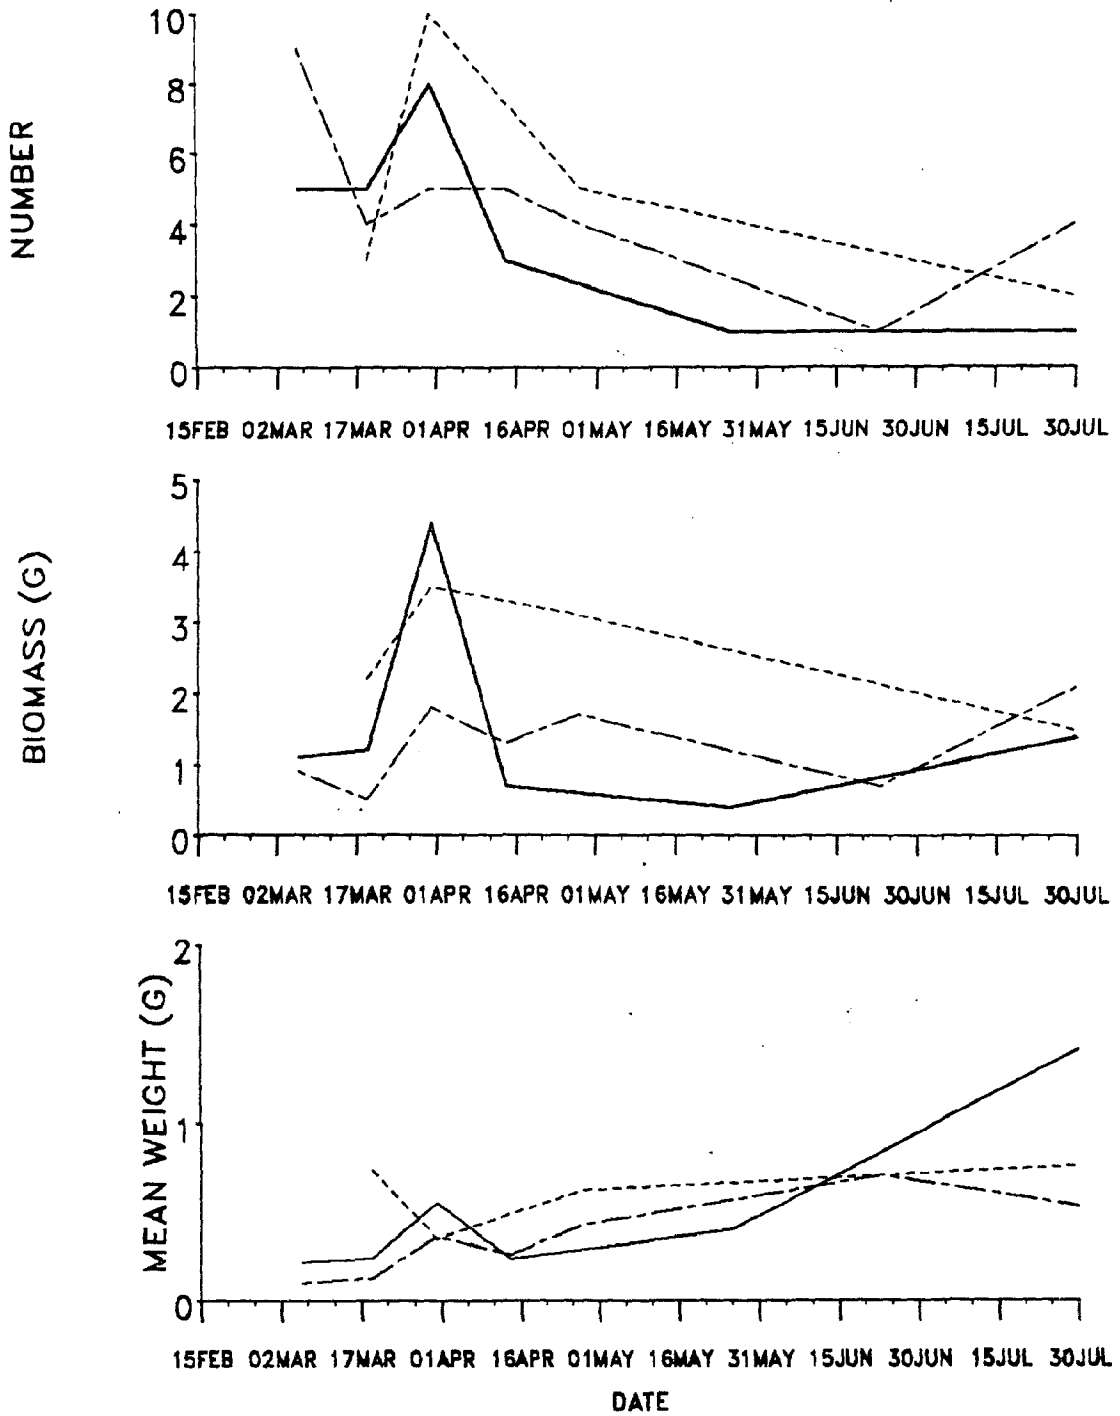 NUMBER
10
8
6
4
2
0
15FEB 02MAR 17MAR 01APR 16APR 01MAY 16MAY 31MAY 15JUN 30JUN 15JUL 30JUL
BIOMASS (G)
5
4
3
2
1
0
15FEB 02MAR 17MAR 01APR 16APR 01MAY 16MAY 31MAY 15JUN 30JUN 15JUL 30JUL
MEAN WEIGHT (G)
2
1
0
15FEB 02MAR 17MAR 01APR 16APR 01MAY 16MAY 31MAY 15JUN 30JUN 15JUL 30JUL
DATE